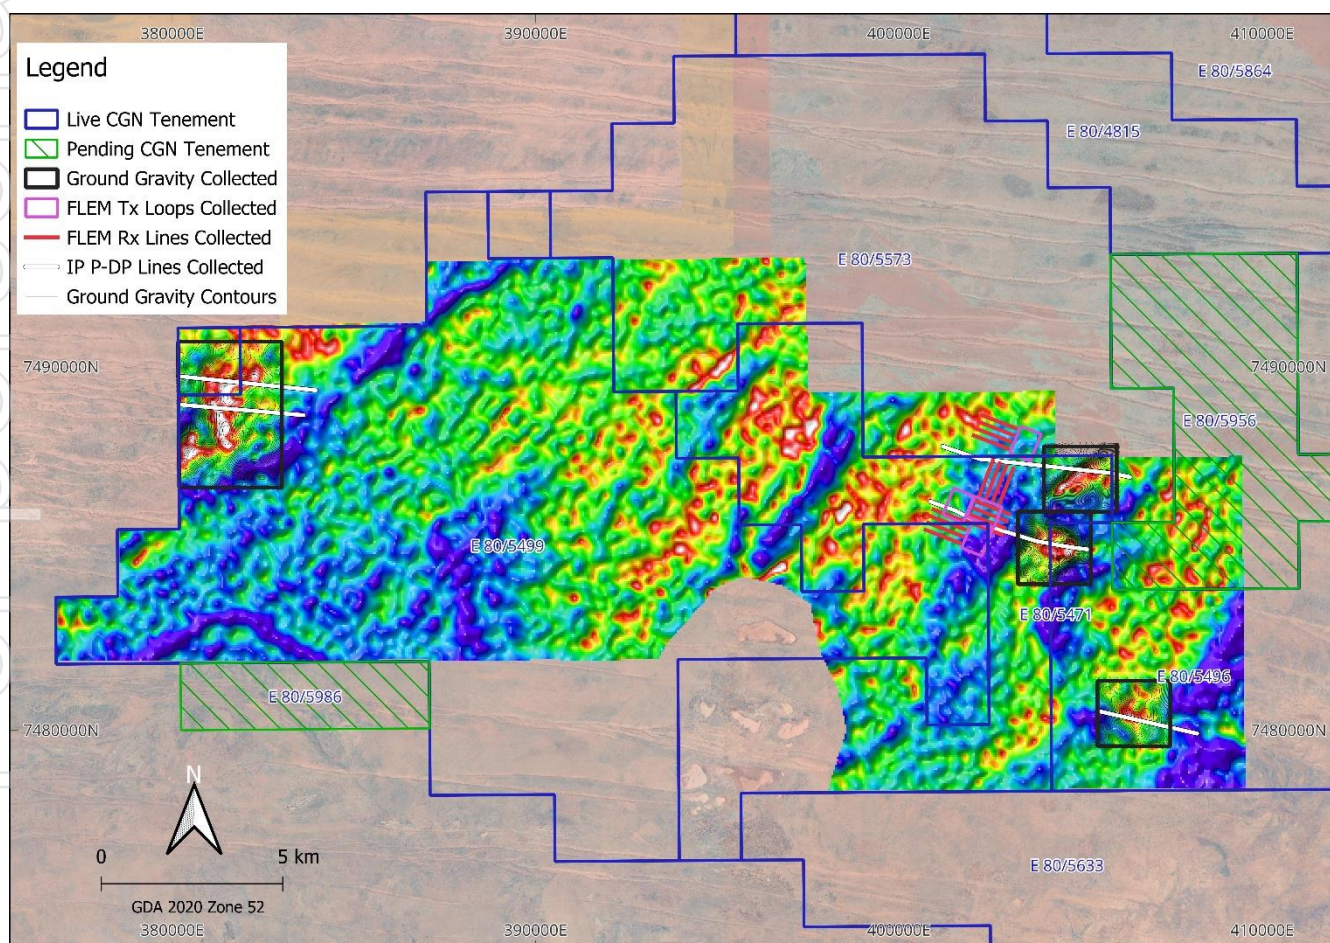 380000E
390000E
400000E
410000E
Legend
Live CGN Tenement
Pending CGN Tenement
Ground Gravity Collected
FLEM Tx Loops Collected
FLEM Rx Lines Collected
IP P-DP Lines Collected
Ground Gravity Contours
E 80/5864
E 80/4815
E 80/5573
7490000N
7490000N
E 80/5956
E 80/5499
E 80/5471
E 80/5986
E 80/5496
7480000N
7480000N
N
0 5 km
GDA 2020 Zone 52
E 80/5633
380000E
390000E
400000E
410000E